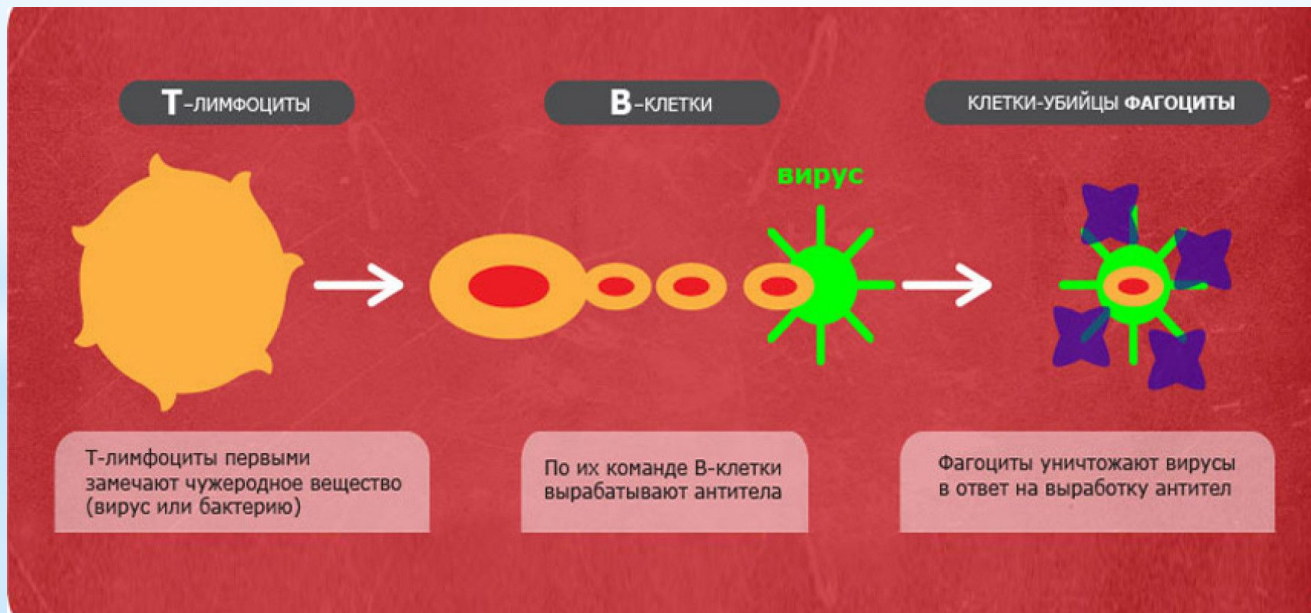 Т-ЛИМФОЦИТЫ
В-КЛЕТКИ
КЛЕТКИ-УБИЙЦЫ ФАГОЦИТЫ
вирус
Т-лимфоциты первыми
замечают чужеродное вещество
(вирус или бактерию)
По их команде В-клетки
вырабатывают антитела
Фагоциты уничтожают вирусы
в ответ на выработку антител